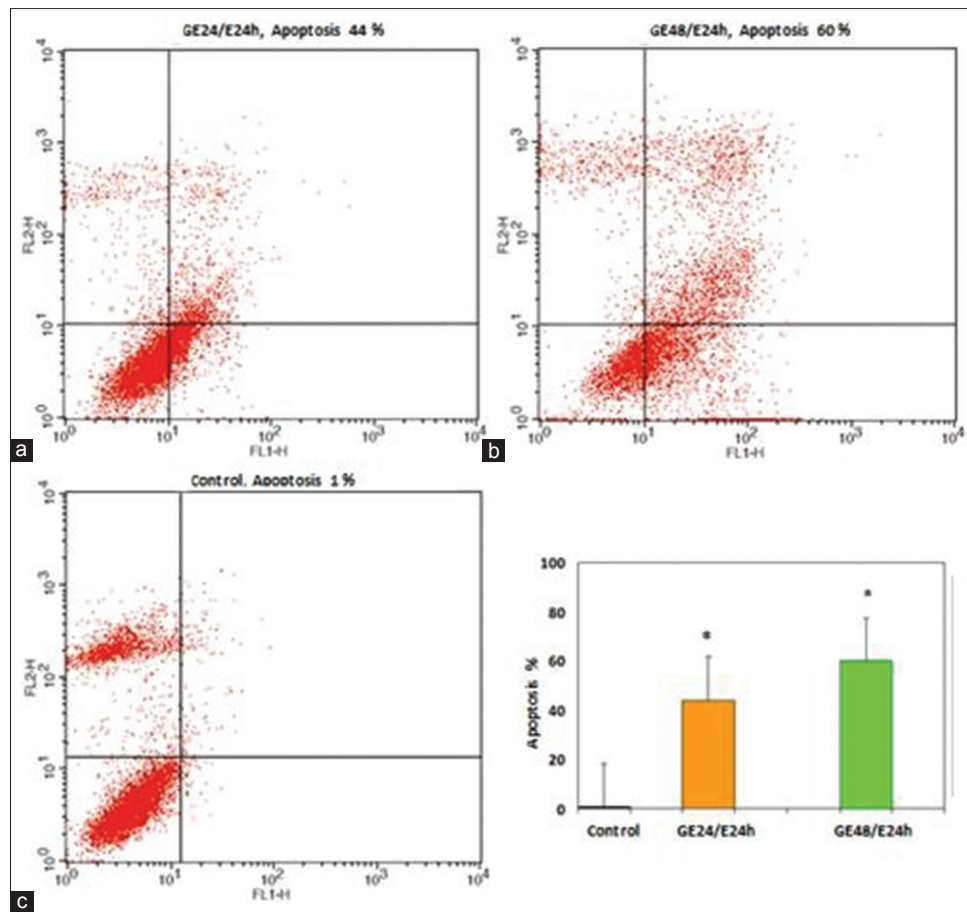 GE24/E24h, Apoptosis 44 %
10⁴
10³
10²
10¹
10⁰
FL2-H
10⁰ 10¹ 10² 10³ 10⁴
FL1-H
a
GE48/E24h, Apoptosis 60 %
10⁴
10³
10²
10¹
10⁰
FL2-H
10⁰ 10¹ 10² 10³ 10⁴
FL1-H
b
Control. Apoptosis 1 %
10⁴
10³
10²
10¹
10⁰
FL2-H
10⁰ 10¹ 10² 10³ 10⁴
FL1-H
c
100
80
60
40
20
0
Apoptosis %
*
*
Control GE24/E24h GE48/E24h